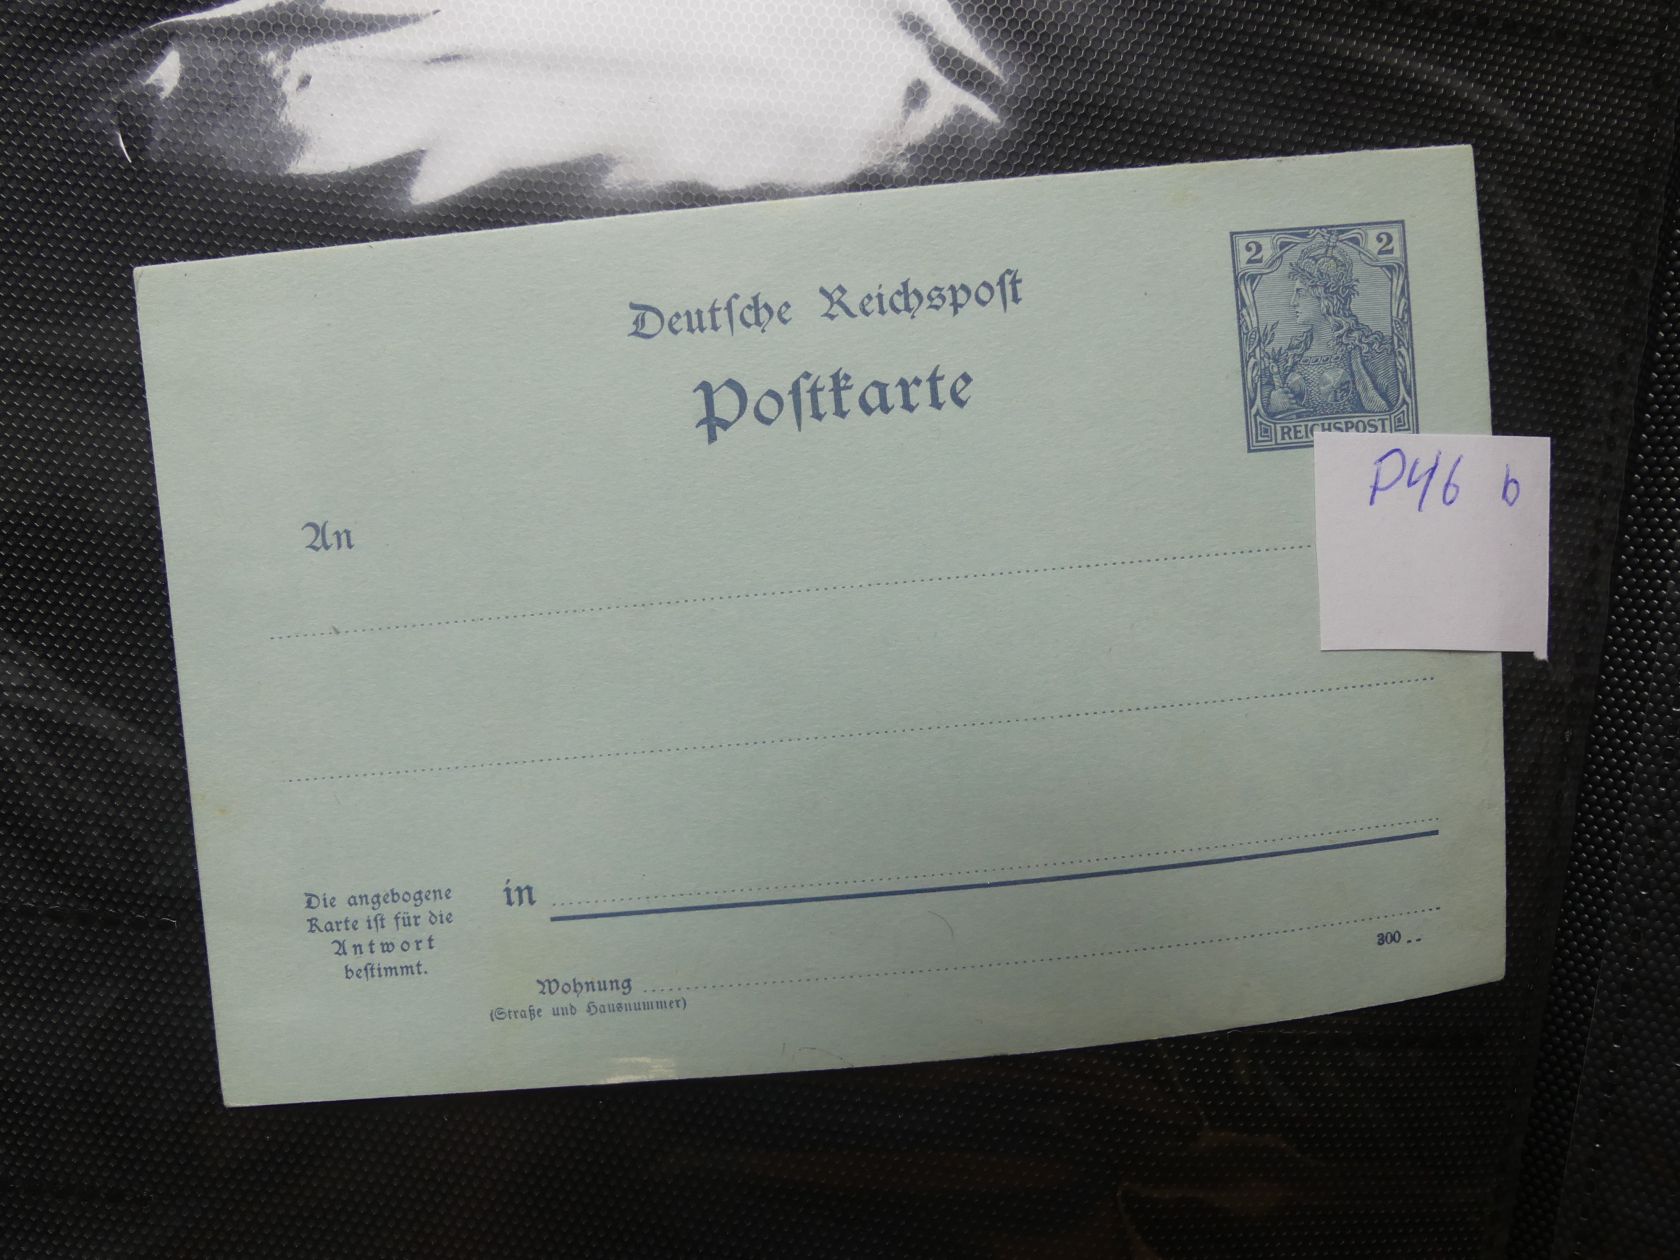 2 2
Deutsche Reichspost
Postkarte
REICHSPOST
P46 b
An
Die angebogene
Karte ist für die
Antwort
bestimmt.
in
300
Wohnung
(Straße und Hausnummer)